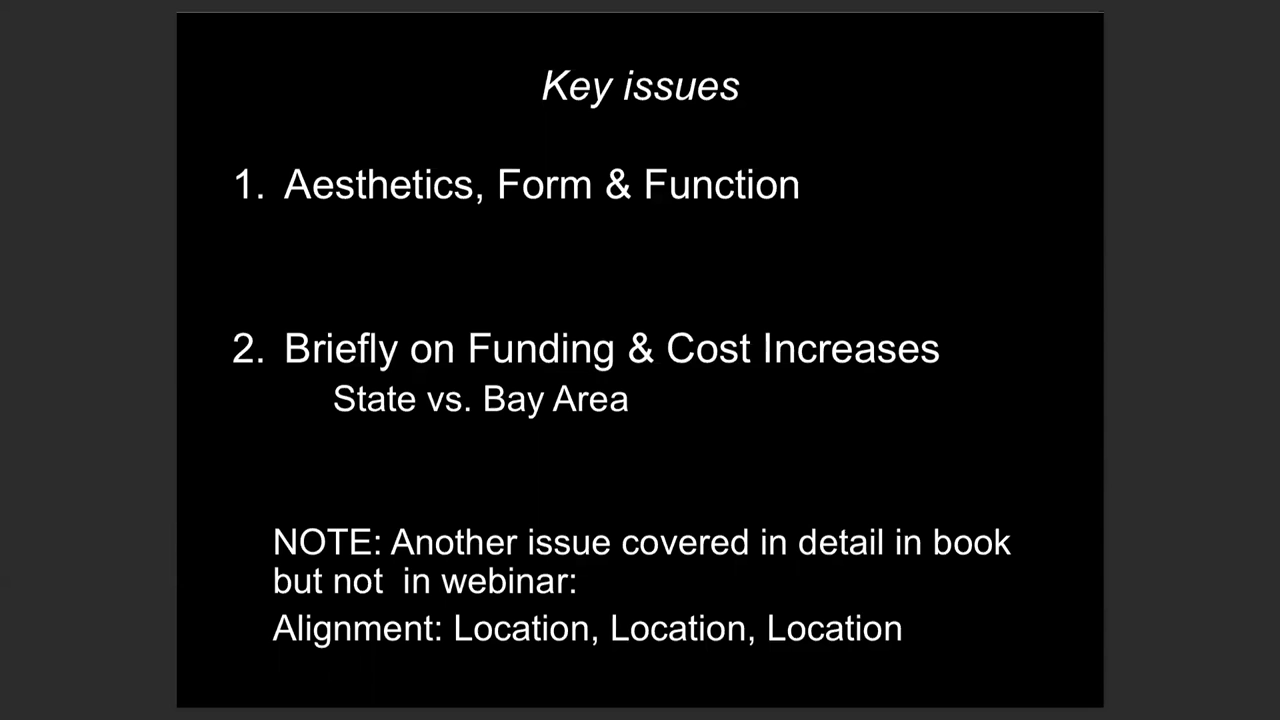 Key issues
1. Aesthetics, Form & Function
2. Briefly on Funding & Cost Increases
State vs. Bay Area
NOTE: Another issue covered in detail in book
but not  in webinar:
Alignment: Location, Location, Location